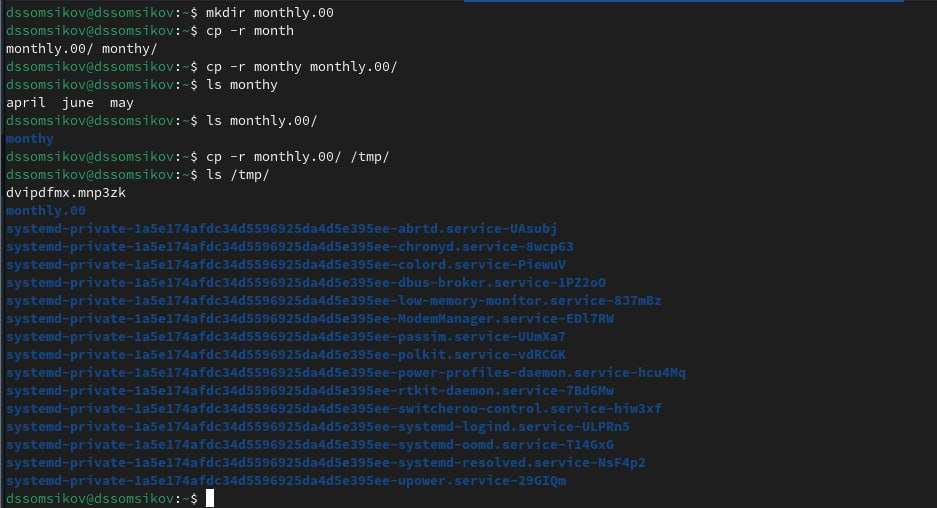 dssomsikov@dssomsikov:~$ mkdir monthly.00
dssomsikov@dssomsikov:~$ cp -r month
monthly.00/ monthy/
dssomsikov@dssomsikov:~$ cp -r monthy monthly.00/
dssomsikov@dssomsikov:~$ ls monthy
april  june  may
dssomsikov@dssomsikov:~$ ls monthly.00/
monthy
dssomsikov@dssomsikov:~$ cp -r monthly.00/ /tmp/
dssomsikov@dssomsikov:~$ ls /tmp/
dvipdfmx.mnp3zk
monthly.00
systemd-private-1a5e174afdc34d5596925da4d5e395ee-abrtd.service-UAsubj
systemd-private-1a5e174afdc34d5596925da4d5e395ee-chronyd.service-8wcp63
systemd-private-1a5e174afdc34d5596925da4d5e395ee-colord.service-PiewuV
systemd-private-1a5e174afdc34d5596925da4d5e395ee-dbus-broker.service-1PZ2oO
systemd-private-1a5e174afdc34d5596925da4d5e395ee-low-memory-monitor.service-8J7mBz
systemd-private-1a5e174afdc34d5596925da4d5e395ee-ModemManager.service-EDl7RW
systemd-private-1a5e174afdc34d5596925da4d5e395ee-passim.service-UUmXa7
systemd-private-1a5e174afdc34d5596925da4d5e395ee-polkit.service-vdRCGK
systemd-private-1a5e174afdc34d5596925da4d5e395ee-power-profiles-daemon.service-hcu4Mq
systemd-private-1a5e174afdc34d5596925da4d5e395ee-rtkit-daemon.service-7Bd6Mw
systemd-private-1a5e174afdc34d5596925da4d5e395ee-switcheroo-control.service-hiw3xf
systemd-private-1a5e174afdc34d5596925da4d5e395ee-systemd-logind.service-ULPRn5
systemd-private-1a5e174afdc34d5596925da4d5e395ee-systemd-oomd.service-T14GxG
systemd-private-1a5e174afdc34d5596925da4d5e395ee-systemd-resolved.service-NsF4p2
systemd-private-1a5e174afdc34d5596925da4d5e395ee-upower.service-29GIQm
dssomsikov@dssomsikov:~$